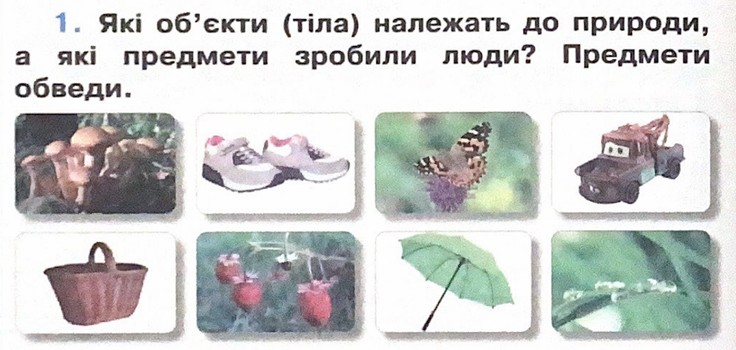 1. Які об’єкти (тіла) належать до природи,
а які предмети зробили люди? Предмети
обведи.